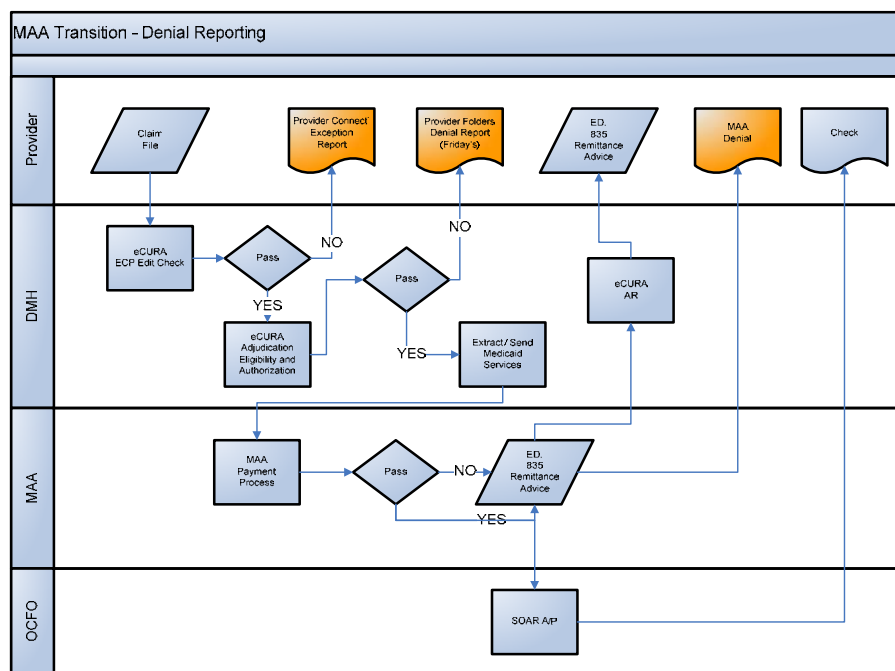 MAA Transition - Denial Reporting
Provider
Claim
File
Provider Connect
Exception
Report
Provider Folders
Denial Report
(Friday's)
ED.
835
Remittance
Advice
MAA
Denial
Check
DMH
eCURA
ECP Edit Check
Pass
NO
YES
eCURA
Adjudication
Eligibility and
Authorization
Pass
NO
YES
Extract/Send
Medicaid
Services
eCURA
AR
MAA
MAA
Payment
Process
Pass
NO
YES
ED.
835
Remittance
Advice
OCFO
SOAR A/P